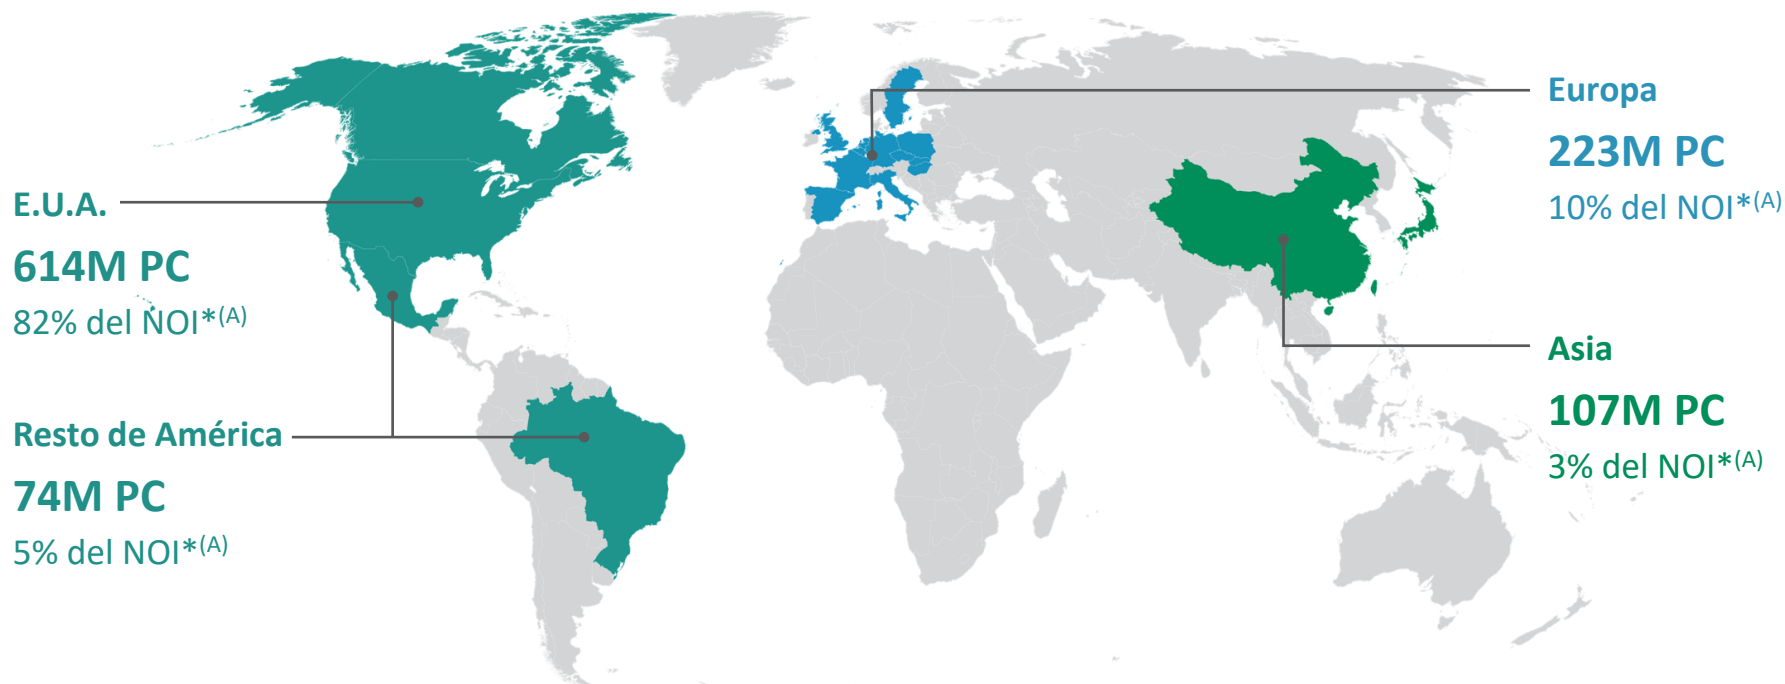 E.U.A.
614M PC
82% del NOI*(A)
Resto de América
74M PC
5% del NOI*(A)
Europa
223M PC
10% del NOI*(A)
Asia
107M PC
3% del NOI*(A)